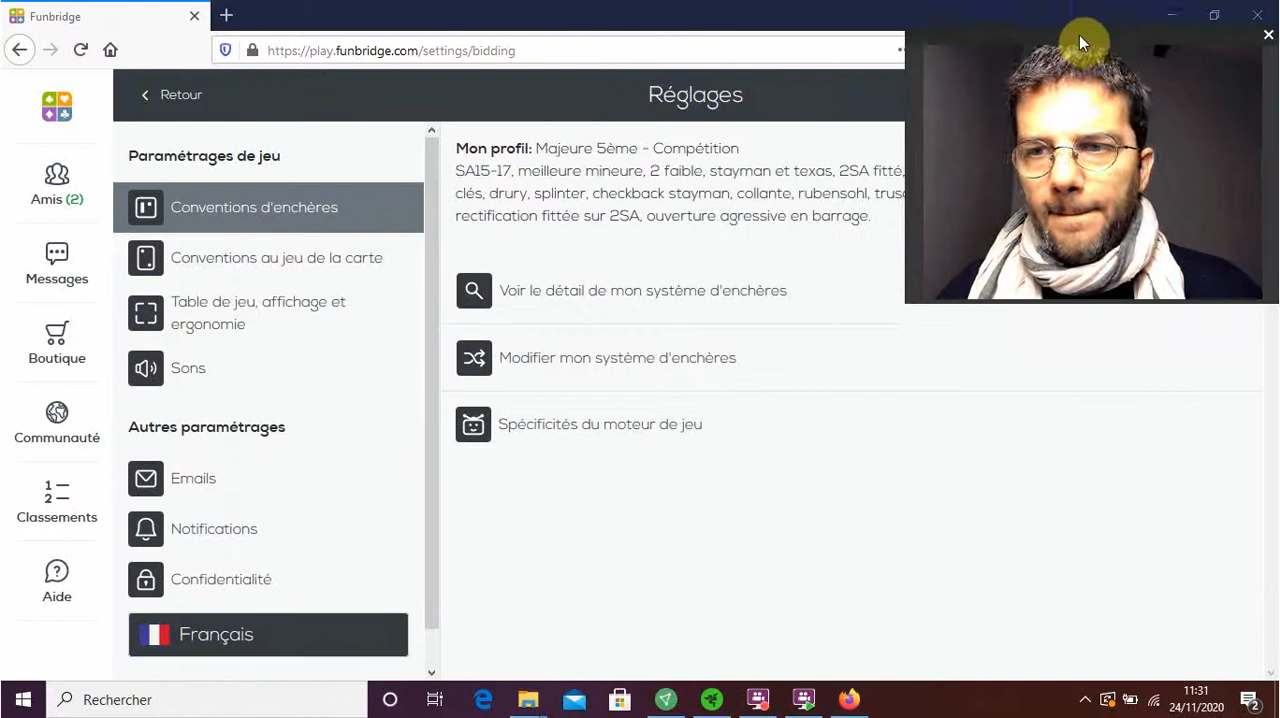 Funbridge
https://play.funbridge.com/settings/bidding
Retour
Réglages
Amis (2)
Messages
Boutique
Communauté
1
2
Classements
Aide
Paramétrages de jeu
Conventions d'enchères
Conventions au jeu de la carte
Table de jeu, affichage et
ergonomie
Sons
Autres paramétrages
Emails
Notifications
Confidentialité
Français
Mon profil: Majeure 5ème - Compétition
SA15-17, meilleure mineure, 2 faible, stayman et texas, 2SA fitté,
clés, drury, splinter, checkback stayman, collante, rubensohl,
rectification fittée sur 2SA, ouverture agressive en barrage.
Voir le détail de mon système d'enchères
Modifier mon système d'enchères
Spécificités du moteur de jeu
Rechercher
11:31
24/11/2020
2